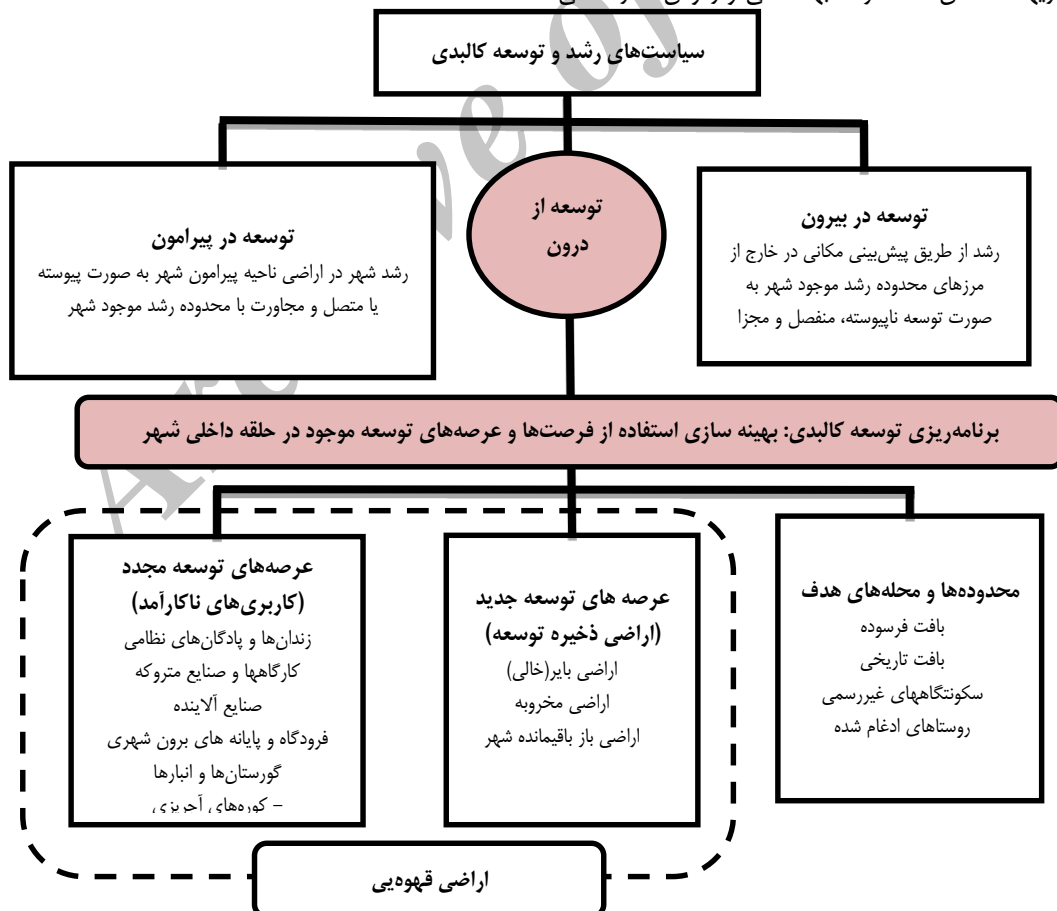 سیاست‌های رشد و توسعه کالبدی
توسعه در بیرون
رشد از طریق پیش‌بینی مکانی در خارج از
مرزهای محدوده رشد موجود شهر به
صورت توسعه ناپیوسته، منفصل و مجزا
توسعه از
درون
توسعه در پیرامون
رشد شهر در اراضی ناحیه پیرامون شهر به صورت پیوسته
یا متصل و مجاورت با محدوده رشد موجود شهر
برنامه‌ریزی توسعه کالبدی: بهینه سازی استفاده از فرصت‌ها و عرصه‌های توسعه موجود در حلقه داخلی شهر
محدوده‌ها و محله‌های هدف
بافت فرسوده
بافت تاریخی
سکونتگاههای غیررسمی
روستاهای ادغام شده
عرصه های توسعه جدید
(اراضی ذخیره توسعه)
اراضی بایر(خالی)
اراضی مخروبه
اراضی باز باقیمانده شهر
عرصه‌های توسعه مجدد
(کاربری‌های ناکارآمد)
زندان‌ها و پادگان‌های نظامی
کارگاهها و صنایع متروکه
صنایع آلاینده
فرودگاه و پایانه های برون شهری
گورستان‌ها و انبارها
– کوره‌های آجرپزی
اراضی قهوه‌یی